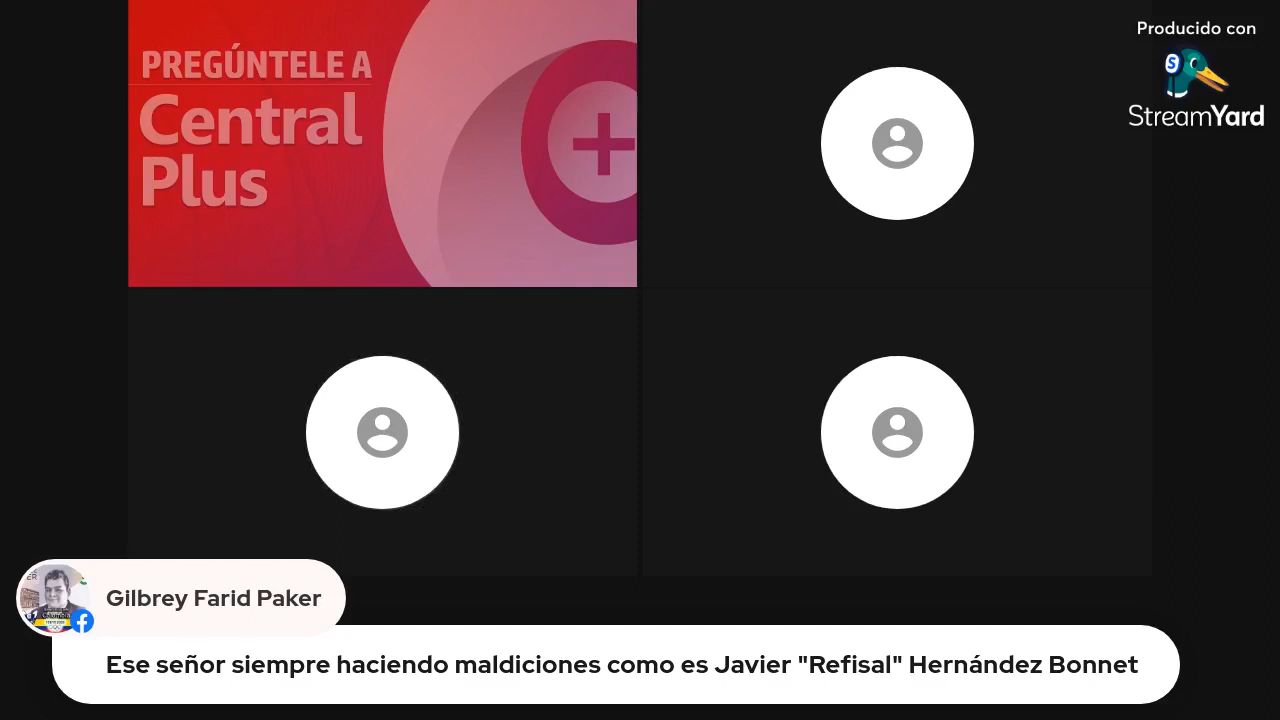 PREGÚNTELE A
Central
Plus
Producido con
StreamYard
Gilbrey Farid Paker
Ese señor siempre haciendo maldiciones como es Javier "Refisal" Hernández Bonnet